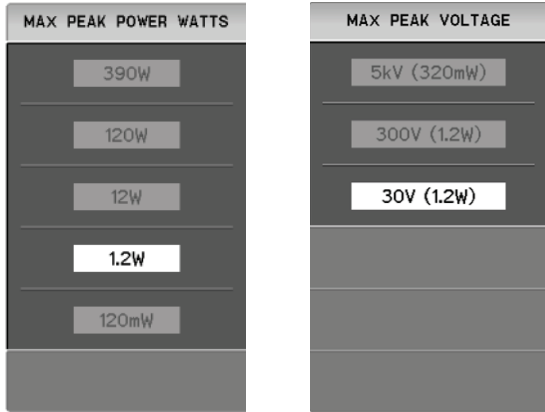 MAX PEAK POWER WATTS
390W
120W
12W
1.2W
120mW
MAX PEAK VOLTAGE
5kV (320mW)
300V (1.2W)
30V (1.2W)